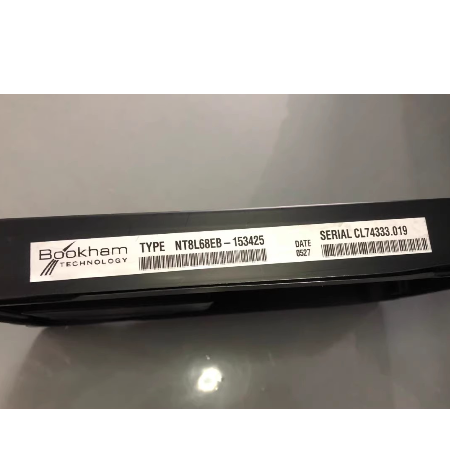 Bookham
TECHNOLOGY
TYPE NT8L68EB-153425
DATE
0527
SERIAL CL74333.019